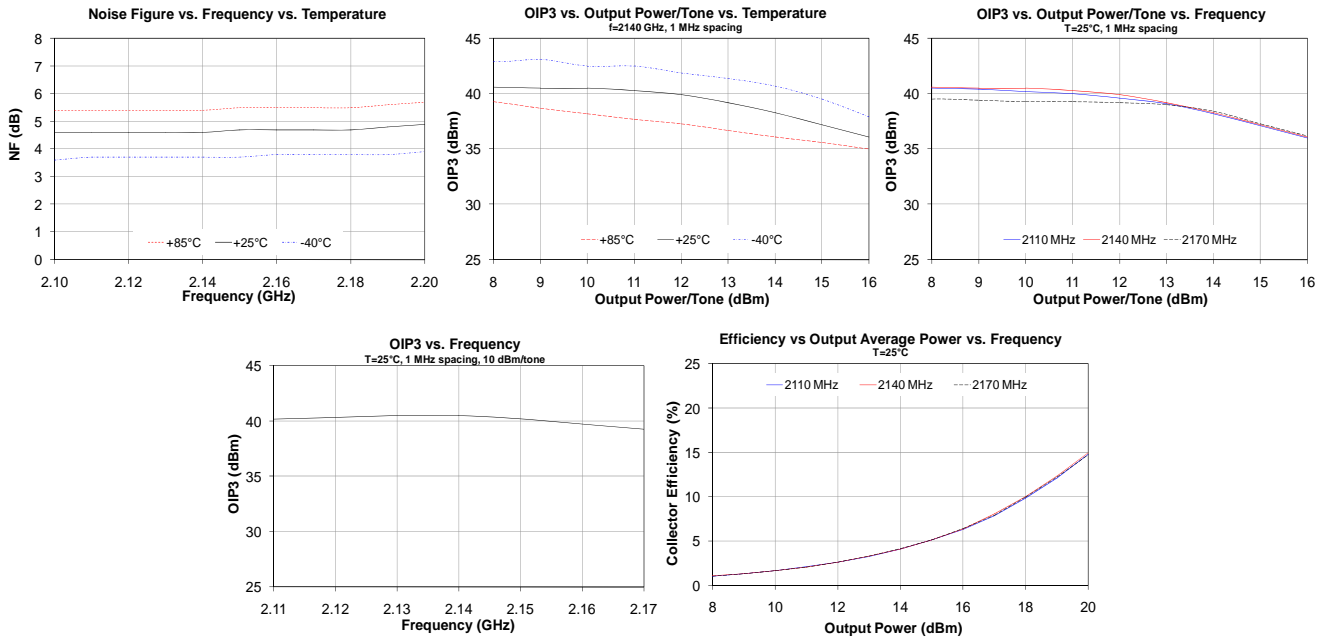 Noise Figure vs. Frequency vs. Temperature
8
7
6
5
4
3
2
1
0
NF (dB)
+85°C +25°C -40°C
2.10 2.12 2.14 2.16 2.18 2.20
Frequency (GHz)
OIP3 vs. Output Power/Tone vs. Temperature
f=2140 GHz, 1 MHz spacing
45
40
35
30
25
OIP3 (dBm)
+85°C +25°C -40°C
8 9 10 11 12 13 14 15 16
Output Power/Tone (dBm)
OIP3 vs. Output Power/Tone vs. Frequency
T=25°C, 1 MHz spacing
45
40
35
30
25
OIP3 (dBm)
2110 MHz 2140 MHz 2170 MHz
8 9 10 11 12 13 14 15 16
Output Power/Tone (dBm)
OIP3 vs. Frequency
T=25°C, 1 MHz spacing, 10 dBm/tone
45
40
35
30
25
OIP3 (dBm)
2.11 2.12 2.13 2.14 2.15 2.16 2.17
Frequency (GHz)
Efficiency vs Output Average Power vs. Frequency
T=25°C
25
20
15
10
5
0
Collector Efficiency (%)
2110 MHz 2140 MHz 2170 MHz
8 10 12 14 16 18 20
Output Power (dBm)